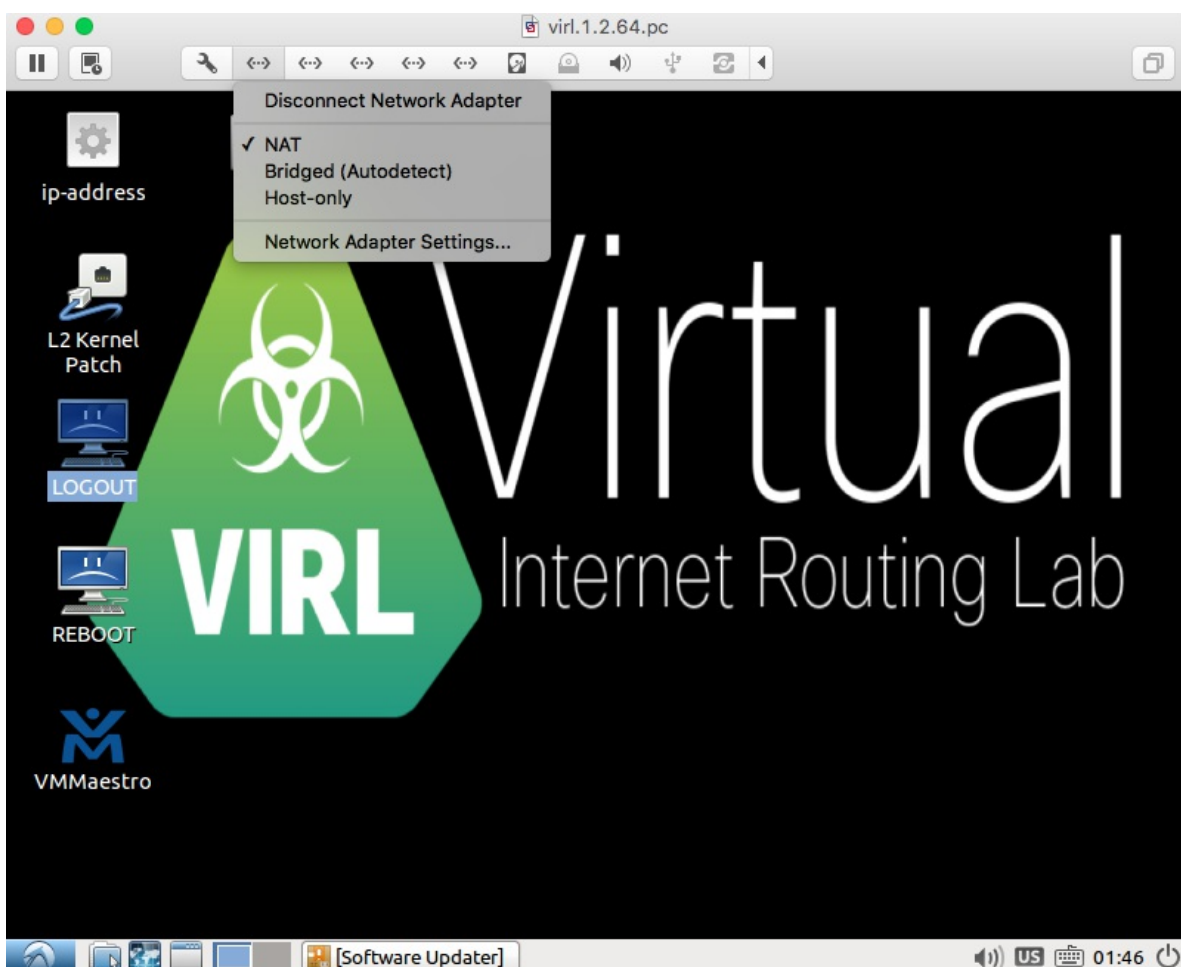 virl.1.2.64.pc
Disconnect Network Adapter
✓ NAT
Bridged (Autodetect)
Host-only
Network Adapter Settings...
ip-address
L2 Kernel
Patch
LOGOUT
REBOOT
VMMaestro
VIRL
Virtual
Internet Routing Lab
[Software Updater]
US
01:46